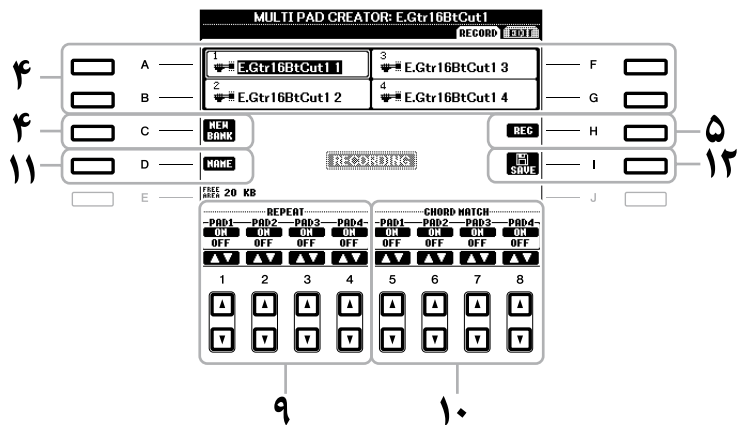 MULTI PAD CREATOR: E.Gtr16BtCut1
RECORD EDIT
۴ A 1 E.Gtr16BtCut1 1 3 E.Gtr16BtCut1 3 F
B 2 E.Gtr16BtCut1 2 4 E.Gtr16BtCut1 4 G
۴ C NEW BANK REC H ۵
۱۱ D NAME RECORDING SAVE I ۱۲
E FREE AREA 20 KB J
REPEAT CHORD MATCH
PAD1 PAD2 PAD3 PAD4 PAD1 PAD2 PAD3 PAD4
ON ON ON ON ON ON ON ON
OFF OFF OFF OFF OFF OFF OFF OFF
1 2 3 4 5 6 7 8
۹ ۱۰